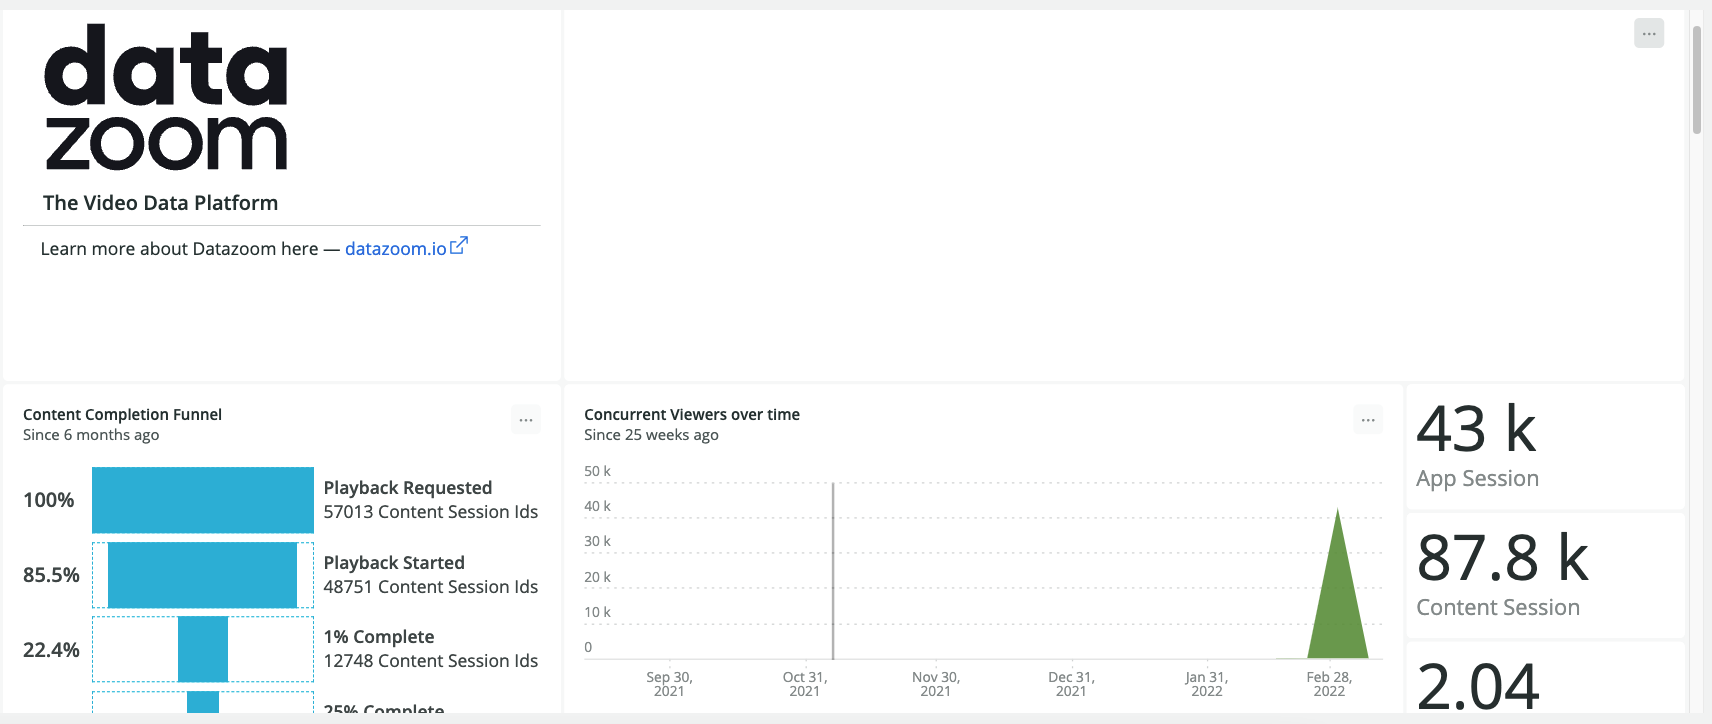 data
zoom
The Video Data Platform
Learn more about Datazoom here — datazoom.io
Content Completion Funnel
Since 6 months ago
100%
Playback Requested
57013 Content Session Ids
85.5%
Playback Started
48751 Content Session Ids
22.4%
1% Complete
12748 Content Session Ids
25% Complete
Concurrent Viewers over time
Since 25 weeks ago
50 k
40 k
30 k
20 k
10 k
0
Sep 30,
2021
Oct 31,
2021
Nov 30,
2021
Dec 31,
2021
Jan 31,
2022
Feb 28,
2022
43 k
App Session
87.8 k
Content Session
2.04